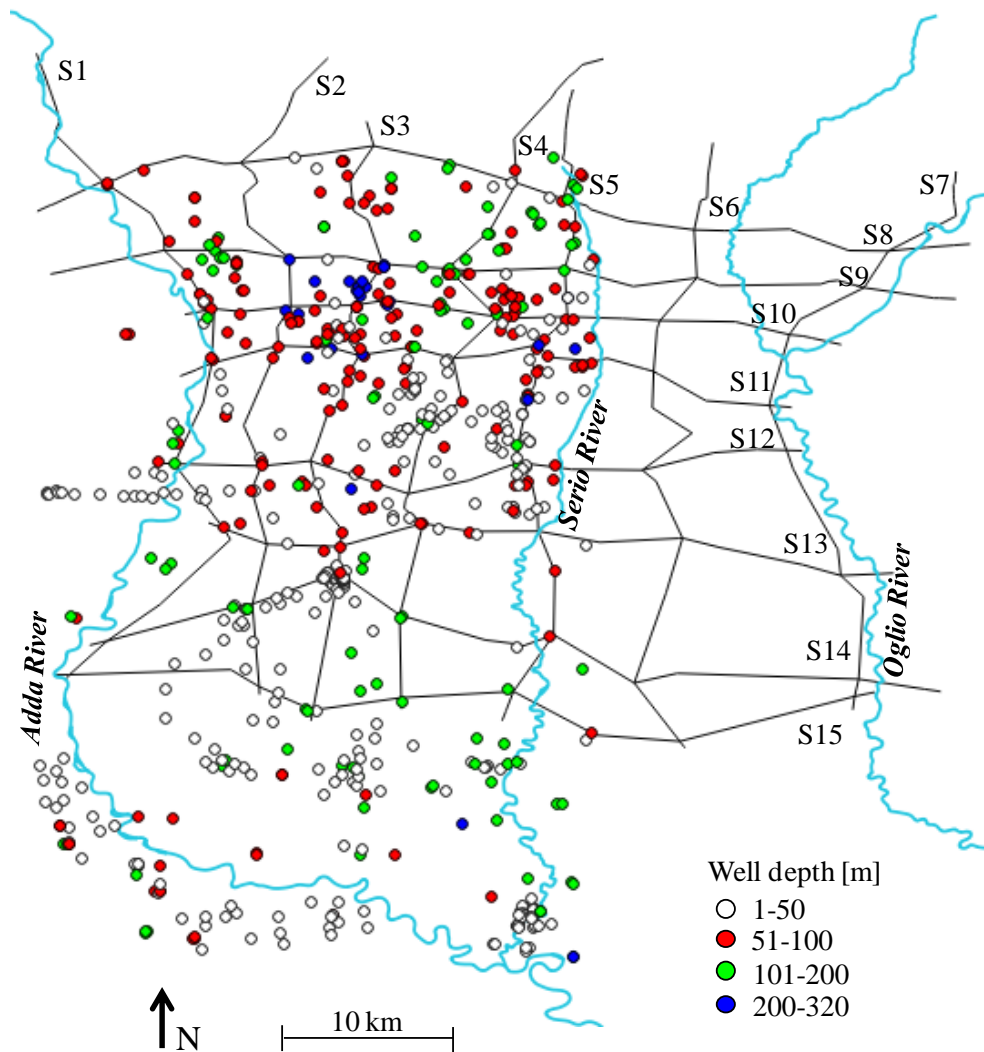 S1
S2
S3
S4
S5
S6
S7
S8
S9
S10
S11
S12
Serio River
S13
Oglio River
S14
Adda River
S15
Well depth [m]
1-50
51-100
101-200
200-320
10 km
N